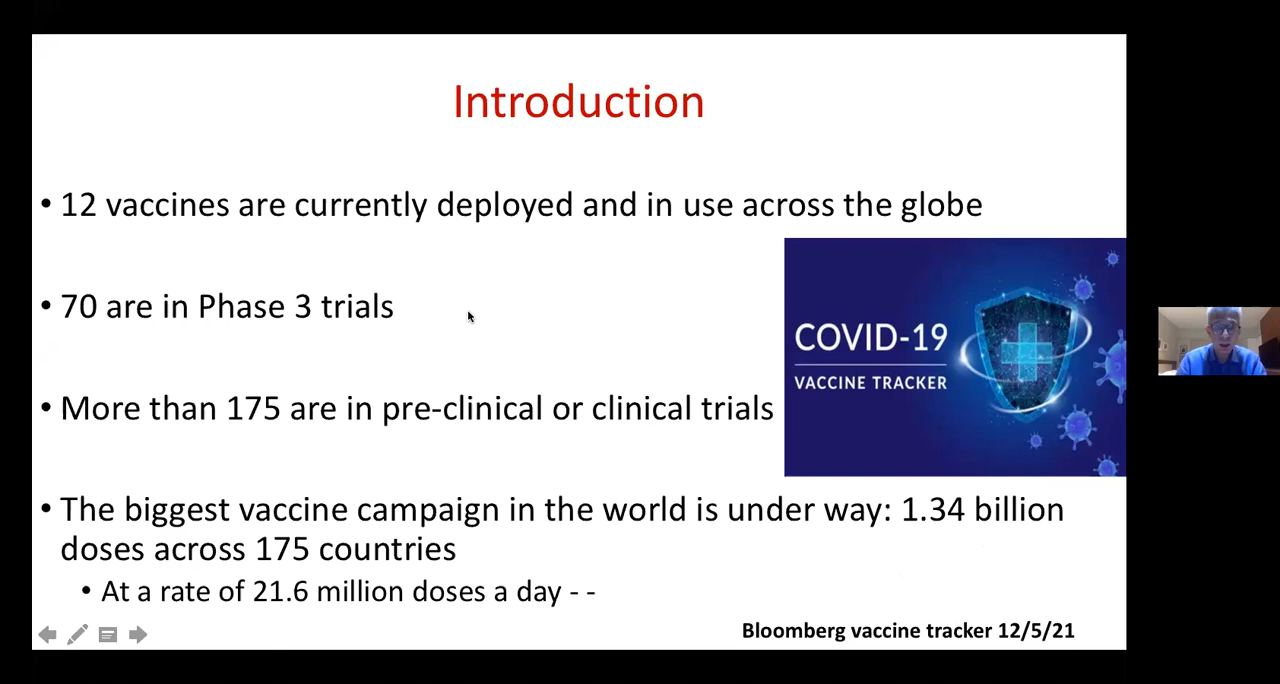 Introduction
• 12 vaccines are currently deployed and in use across the globe
• 70 are in Phase 3 trials
COVID-19
VACCINE TRACKER
• More than 175 are in pre-clinical or clinical trials
• The biggest vaccine campaign in the world is under way: 1.34 billion
doses across 175 countries
• At a rate of 21.6 million doses a day - -
Bloomberg vaccine tracker 12/5/21